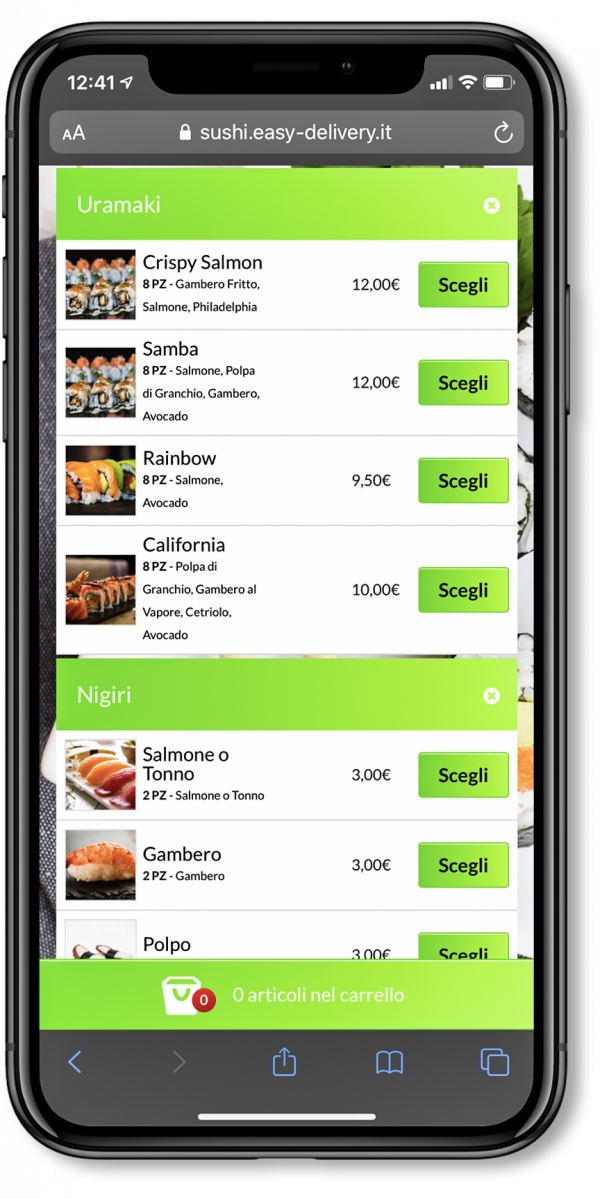 12:41
AA
sushi.easy-delivery.it
Uramaki
Crispy Salmon
8 PZ - Gambero Fritto,
Salmone, Philadelphia
12,00€
Scegli
Samba
8 PZ - Salmone, Polpa
di Granchio, Gambero,
Avocado
12,00€
Scegli
Rainbow
8 PZ - Salmone,
Avocado
9,50€
Scegli
California
8 PZ - Polpa di
Granchio, Gambero al
Vapore, Cetriolo,
Avocado
10,00€
Scegli
Nigiri
Salmone o
Tonno
2 PZ - Salmone o Tonno
3,00€
Scegli
Gambero
2 PZ - Gambero
3,00€
Scegli
Polpo
3,00€
Scegli
0
0 articoli nel carrello